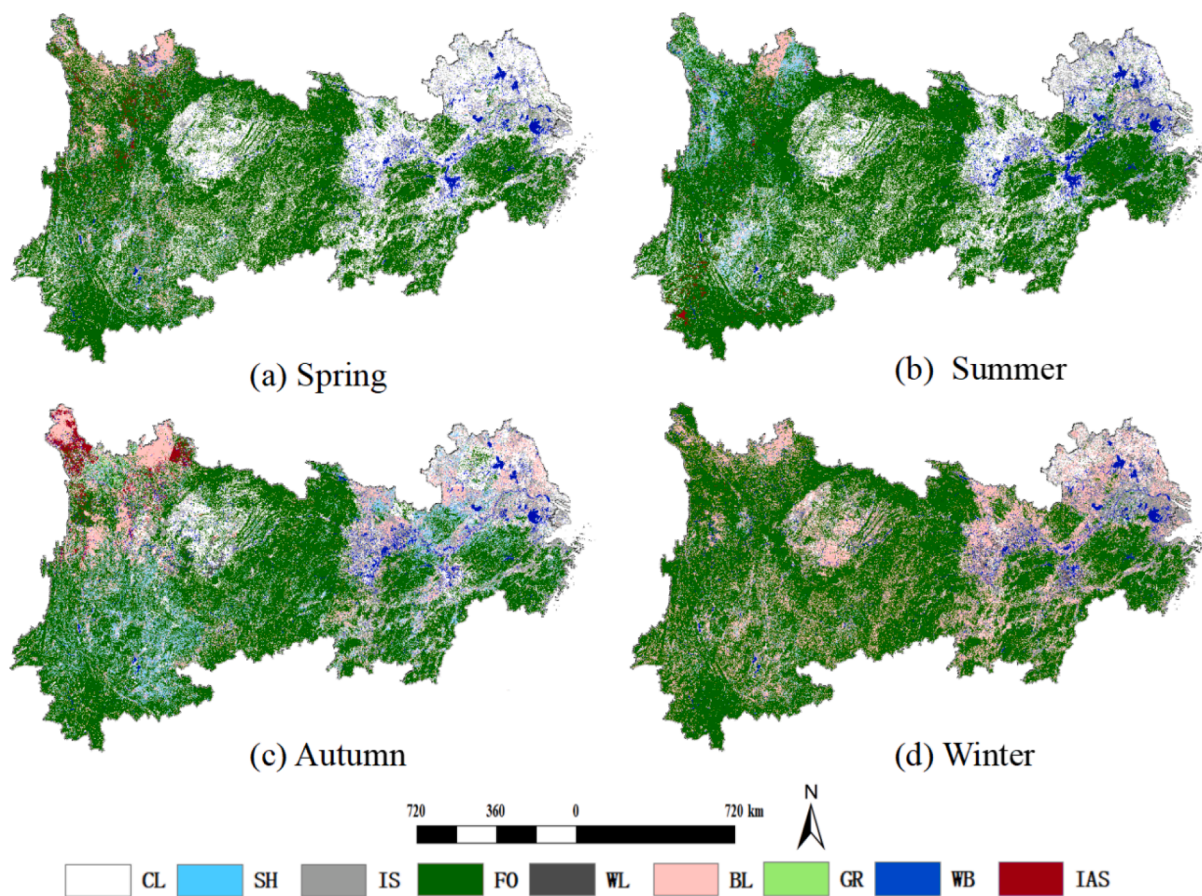 (a) Spring
(b) Summer
(c) Autumn
(d) Winter
720 360 0 720 km
N
CL SH IS FO WL BL GR WB IAS